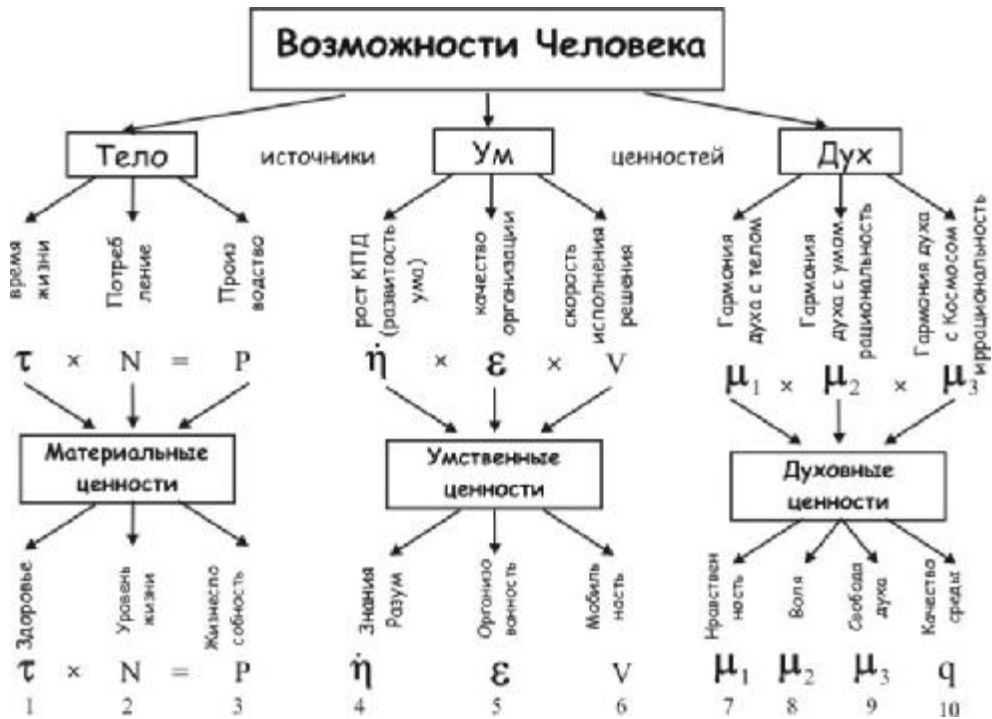 Возможности Человека
Тело
источники
Ум
ценностей
Дух
время
жизни
Потреб
ление
Произ
водство
рост КПД
(развитость
ума)
качество
организации
скорость
исполнения
решения
Гармония
духа с телом
Гармония
духа с умом
рациональность
Гармония духа
с Космосом
иррациональность
τ × N = P
η̇ × ε × V
μ₁ × μ₂ × μ₃
Материальные
ценности
Умственные
ценности
Духовные
ценности
Здоровье
Уровень
жизни
Жизнеспо
собность
Знания
Разум
Организо
ванность
Мобиль
ность
Нравствен
ность
Воля
Свобода
духа
Качество
среды
τ × N = P η̇ ε V μ₁ μ₂ μ₃ q
1 2 3 4 5 6 7 8 9 10